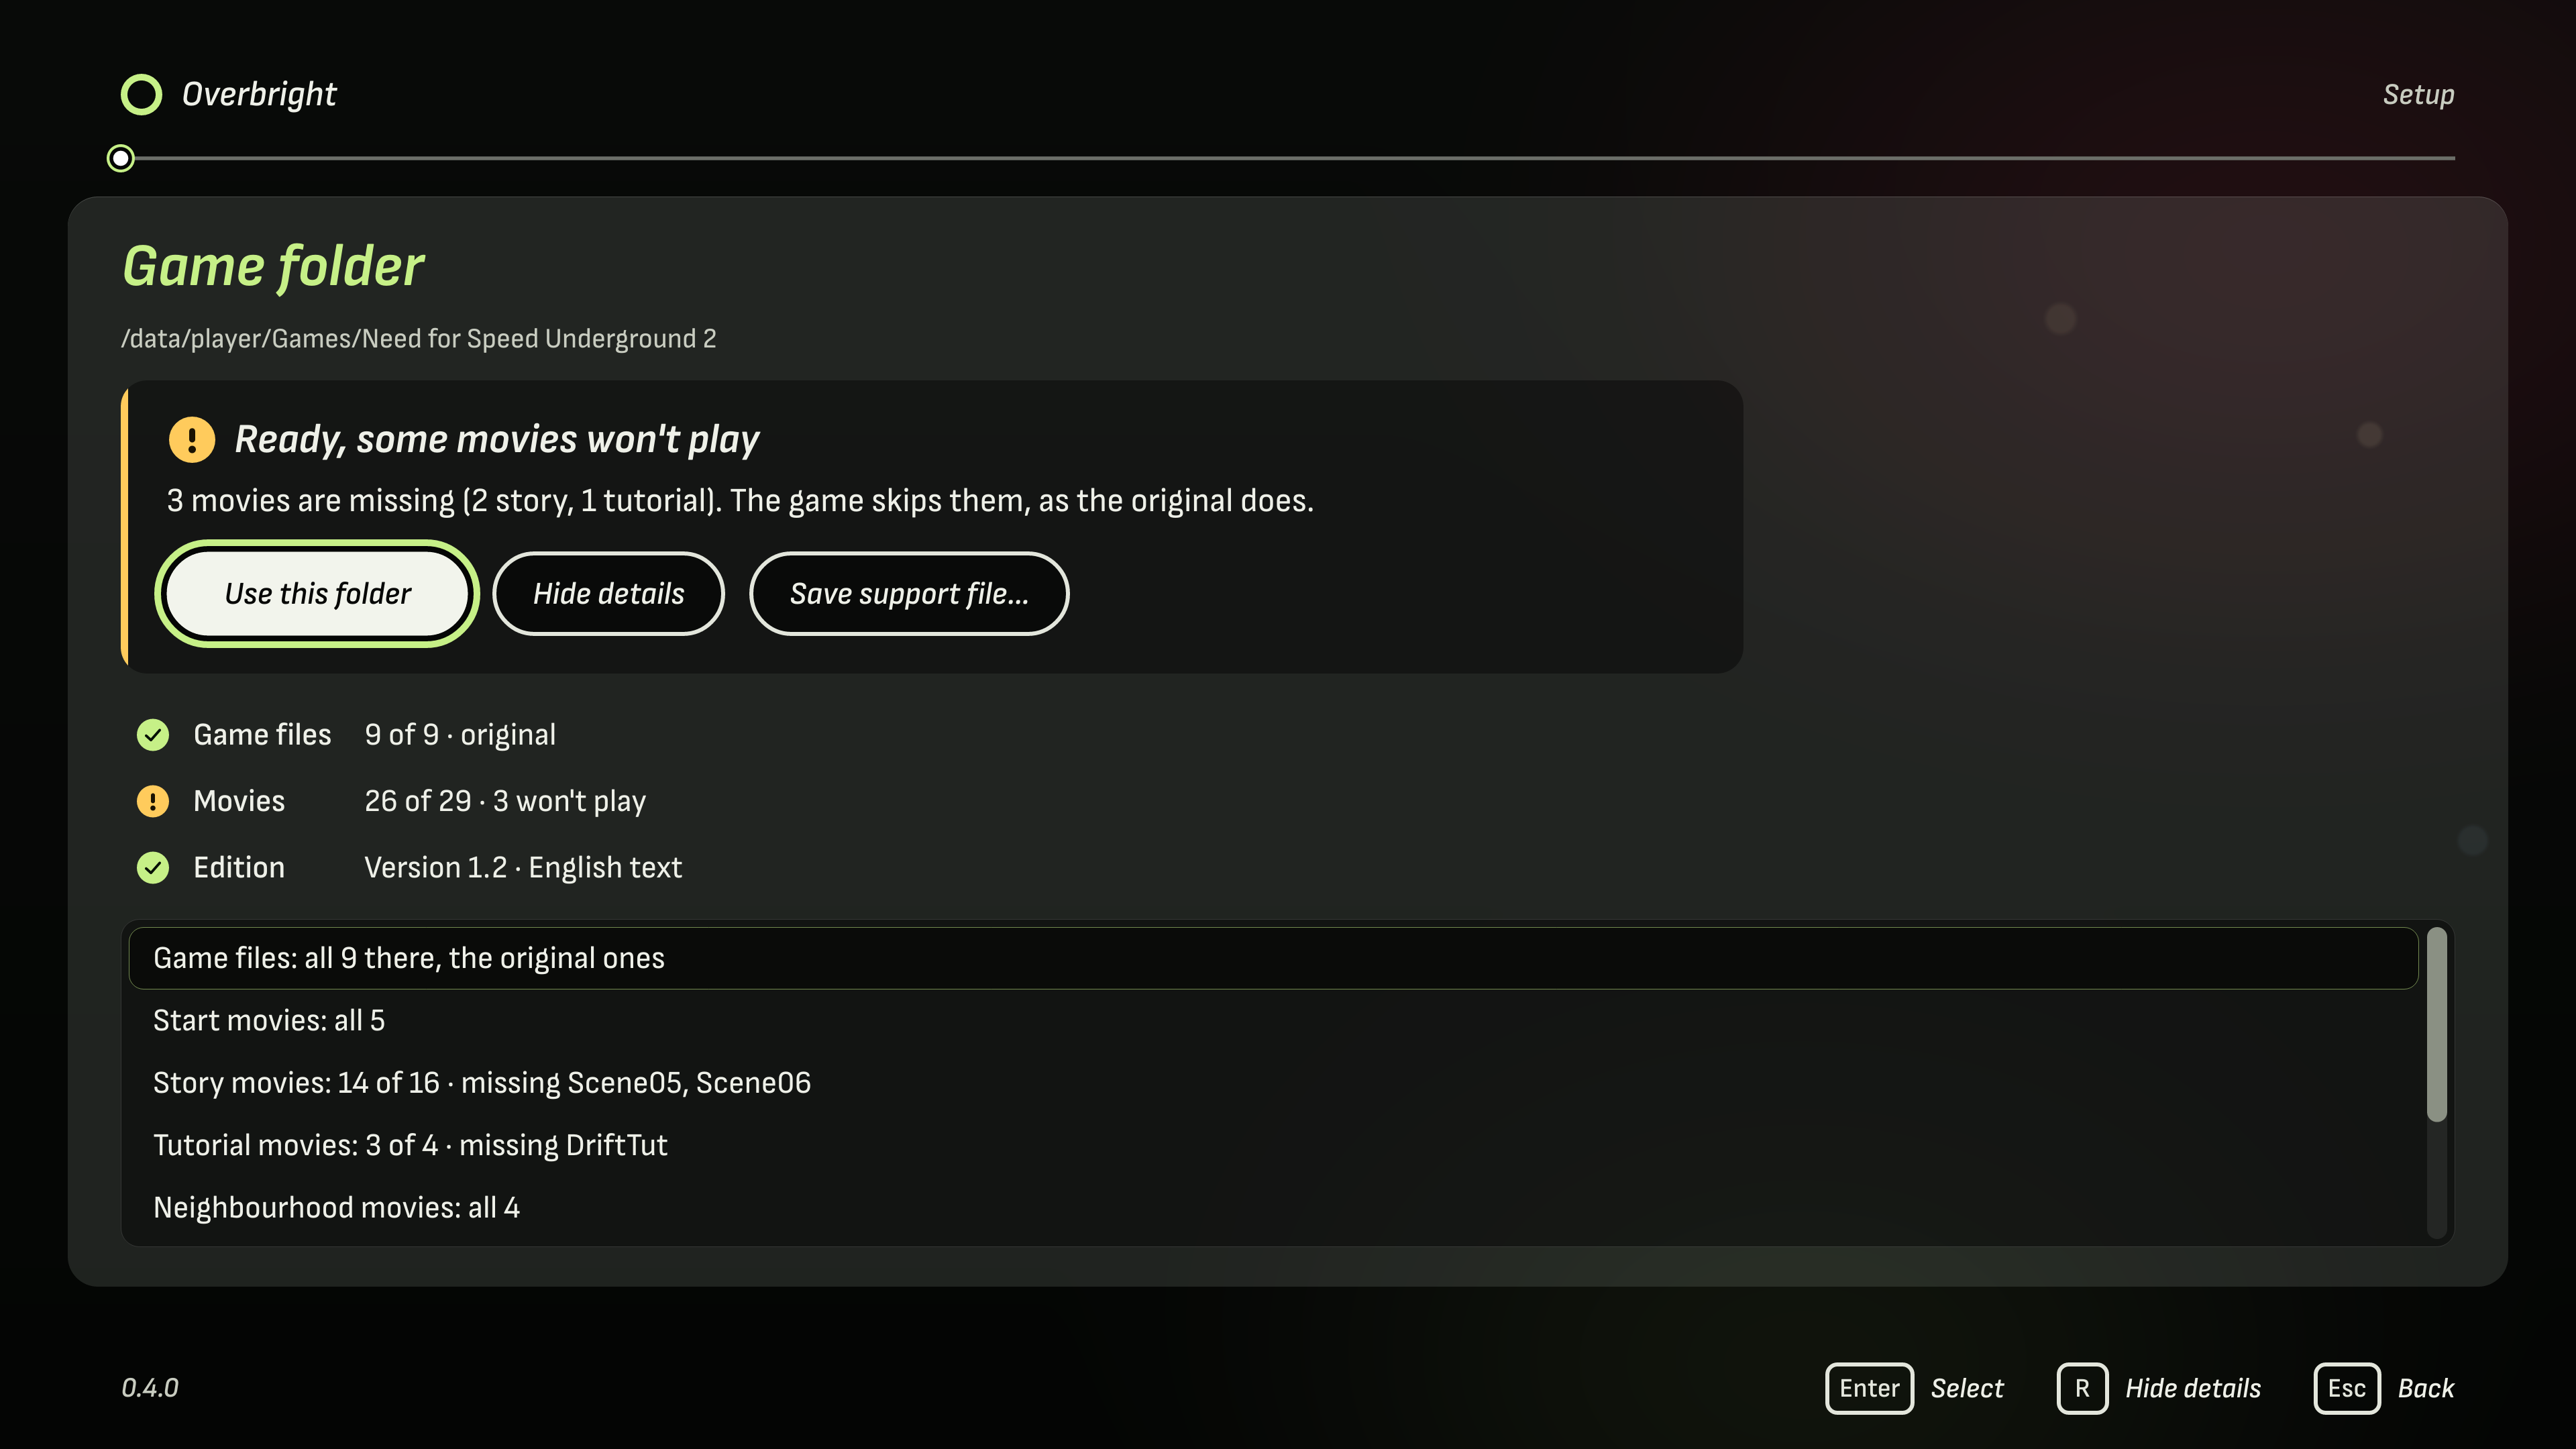 Overbright
Setup
Game folder
/data/player/Games/Need for Speed Underground 2
Ready, some movies won't play
3 movies are missing (2 story, 1 tutorial). The game skips them, as the original does.
Use this folder
Hide details
Save support file...
Game files 9 of 9 · original
Movies 26 of 29 · 3 won't play
Edition Version 1.2 · English text
Game files: all 9 there, the original ones
Start movies: all 5
Story movies: 14 of 16 · missing Scene05, Scene06
Tutorial movies: 3 of 4 · missing DriftTut
Neighbourhood movies: all 4
0.4.0
Enter Select
R Hide details
Esc Back